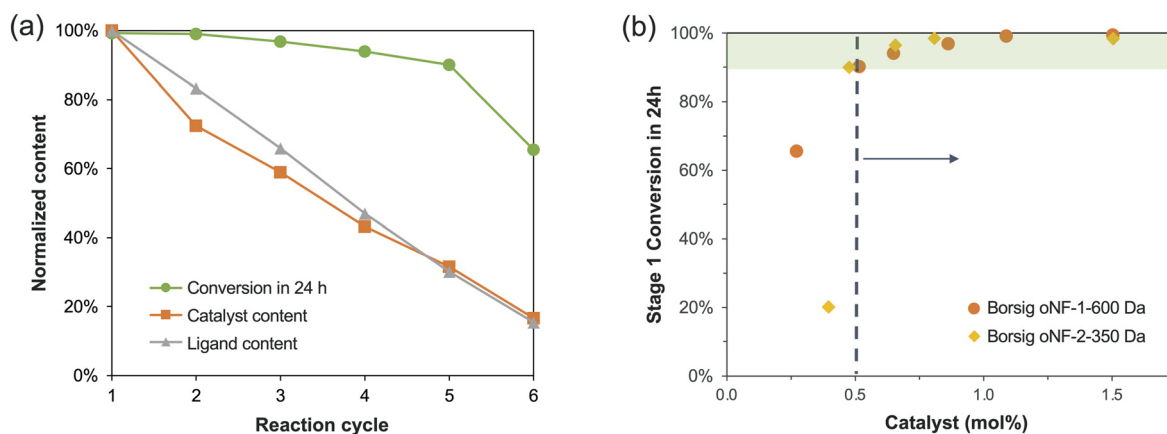 (a)
Normalized content
100%
80%
60%
40%
20%
0%
Conversion in 24 h
Catalyst content
Ligand content
1 2 3 4 5 6
Reaction cycle
(b)
Stage 1 Conversion in 24h
100%
80%
60%
40%
20%
0%
Borsig oNF-1-600 Da
Borsig oNF-2-350 Da
0.0 0.5 1.0 1.5
Catalyst (mol%)